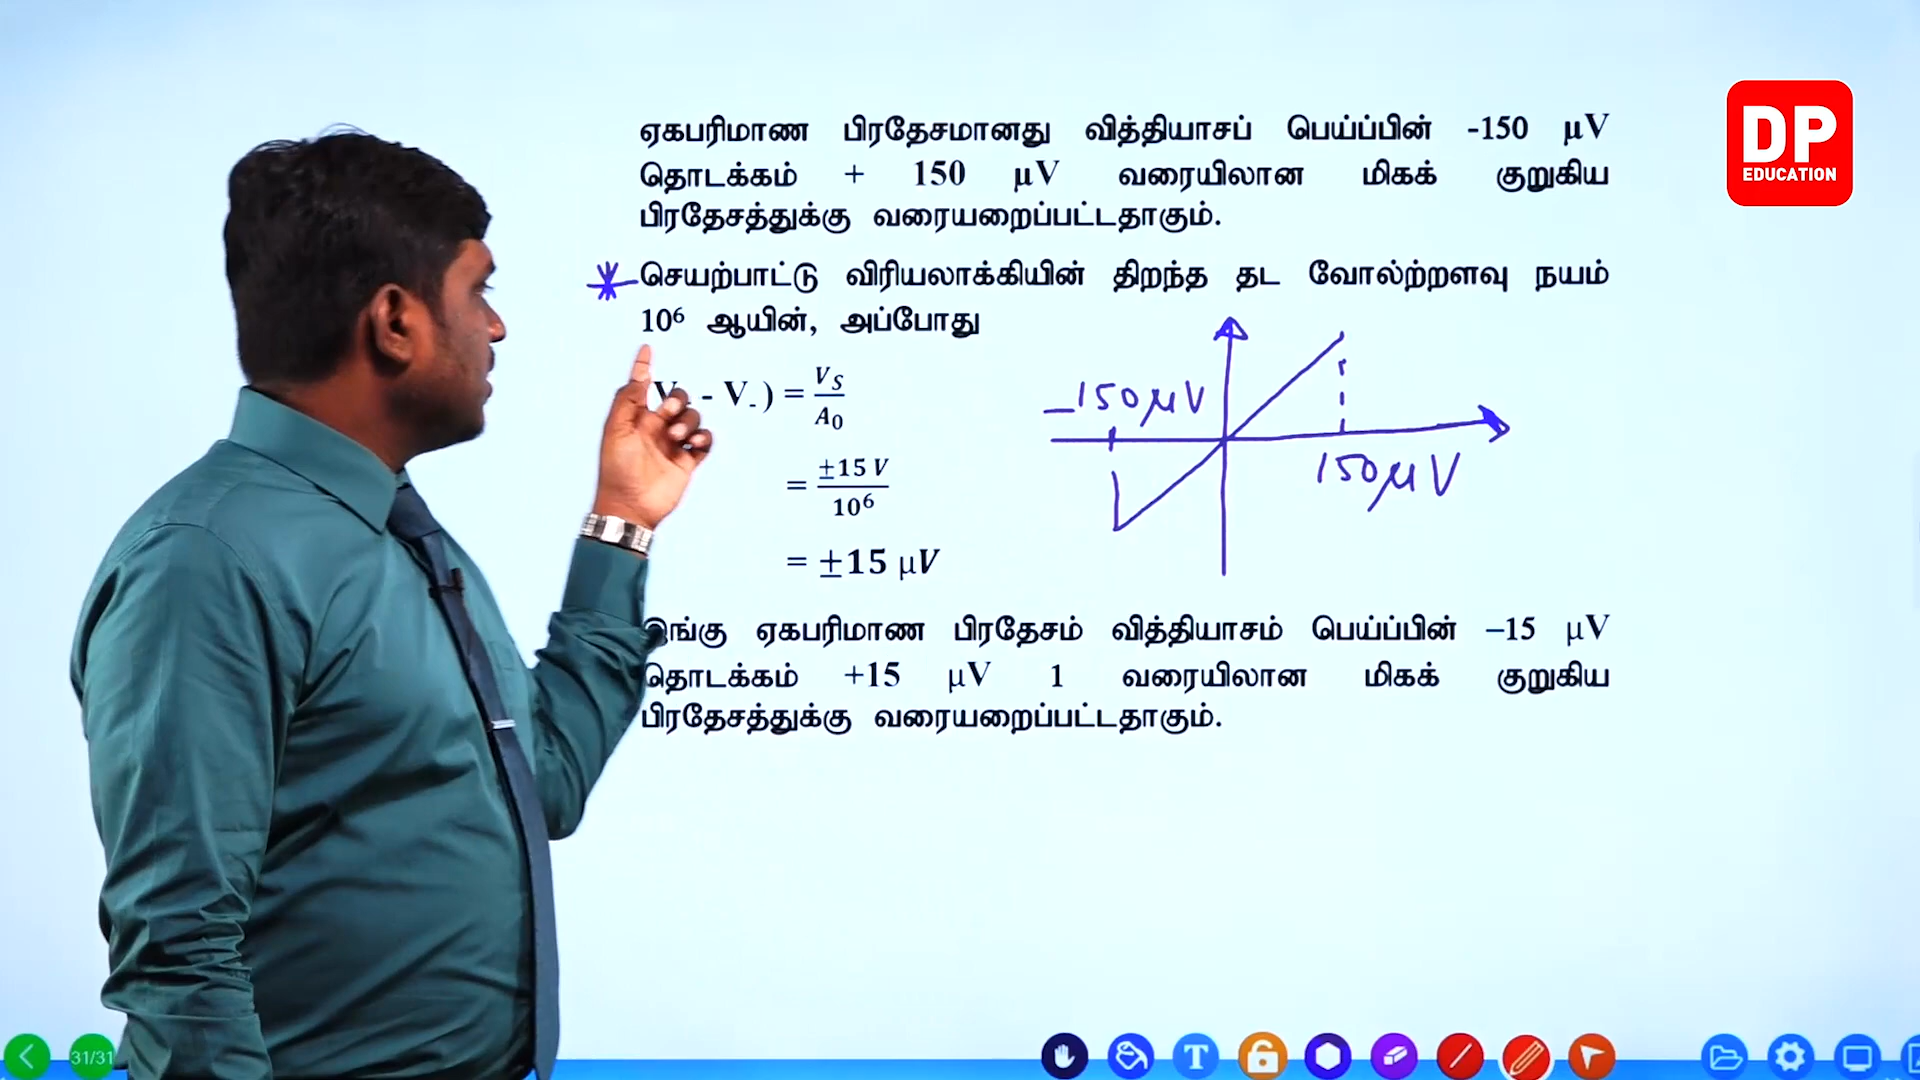 ஏகபரிமாண பிரதேசமானது வித்தியாசப் பெய்ப்பின் -150 μV
தொடக்கம் + 150 μV வரையிலான மிகக் குறுகிய
பிரதேசத்துக்கு வரையறைப்பட்டதாகும்.
DP
EDUCATION
செயற்பாட்டு விரியலாக்கியின் திறந்த தட வோல்ற்றளவு நயம்
10⁶ ஆயின், அப்போது
- V₋ ) = V_S / A₀
= ±15 V / 10⁶
= ±15 μV
-150μV
150μV
இங்கு ஏகபரிமாண பிரதேசம் வித்தியாசம் பெய்ப்பின் –15 μV
தொடக்கம் +15 μV 1 வரையிலான மிகக் குறுகிய
பிரதேசத்துக்கு வரையறைப்பட்டதாகும்.
31/31
T